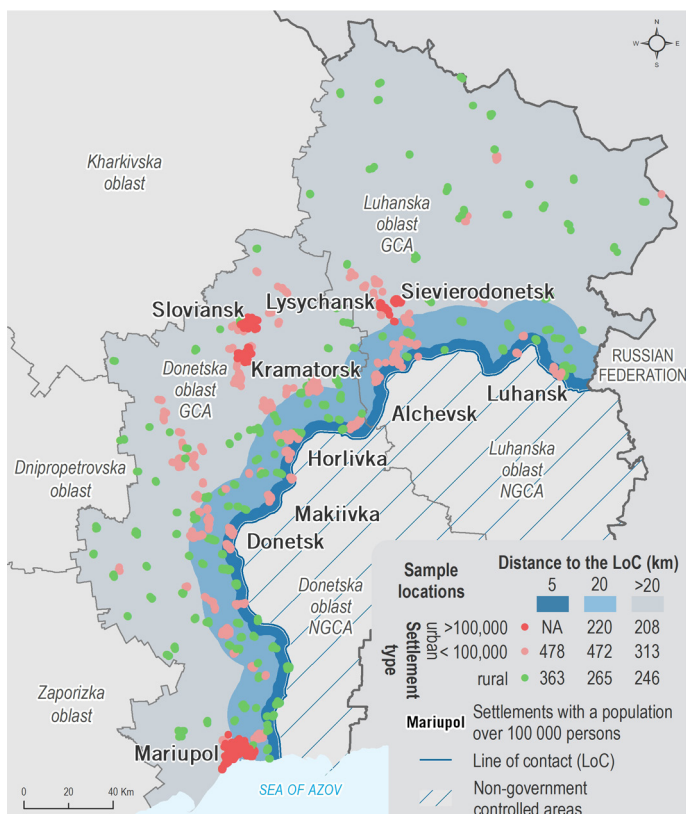 N
W E
S
Kharkivska
oblast
Luhanska
oblast
GCA
Sloviansk
Lysychansk
Sievierodonetsk
Donetska
oblast
GCA
Kramatorsk
RUSSIAN
FEDERATION
Alchevsk
Luhansk
Horlivka
Luhanska
oblast
NGCA
Dnipropetrovska
oblast
Makiivka
Donetsk
Donetska
oblast
NGCA
Zaporizka
oblast
Mariupol
SEA OF AZOV
0 20 40 Km
Sample
locations
Distance to the LoC (km)
5 20 >20
Settlement
type
urban
>100,000 NA 220 208
< 100,000 478 472 313
rural 363 265 246
Mariupol Settlements with a population
over 100 000 persons
Line of contact (LoC)
Non-government
controlled areas